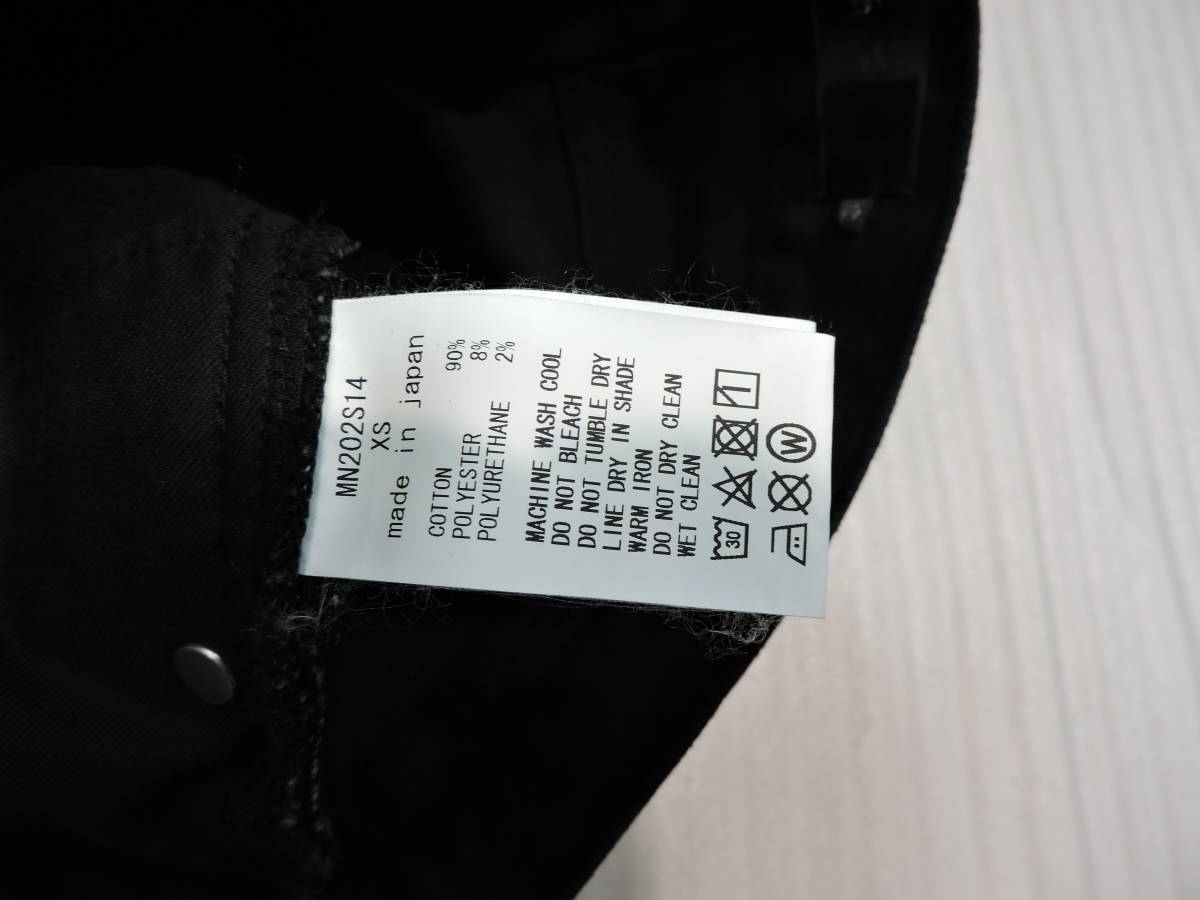 MN202S14
XS
made in japan
COTTON 90%
POLYESTER 8%
POLYURETHANE 2%
MACHINE WASH COOL
DO NOT BLEACH
DO NOT TUMBLE DRY
LINE DRY IN SHADE
WARM IRON
DO NOT DRY CLEAN
WET CLEAN
30
W